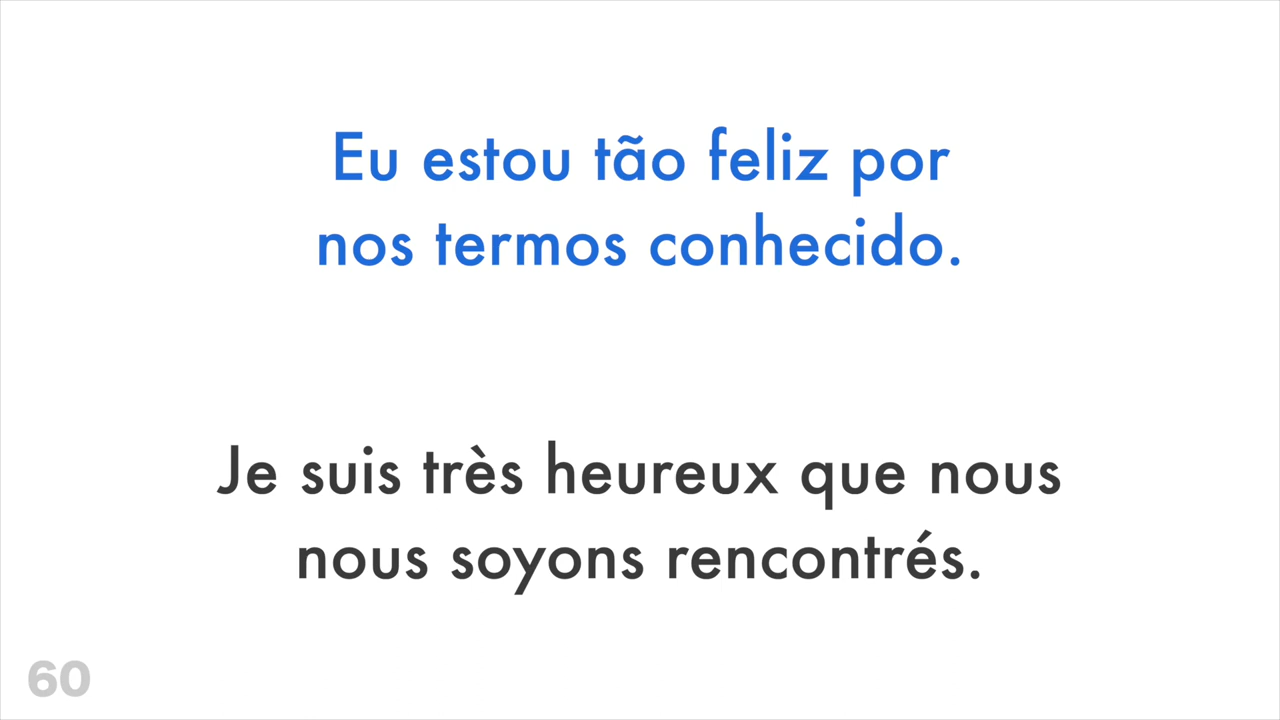 Eu estou tão feliz por
nos termos conhecido.
Je suis très heureux que nous
nous soyons rencontrés.
60